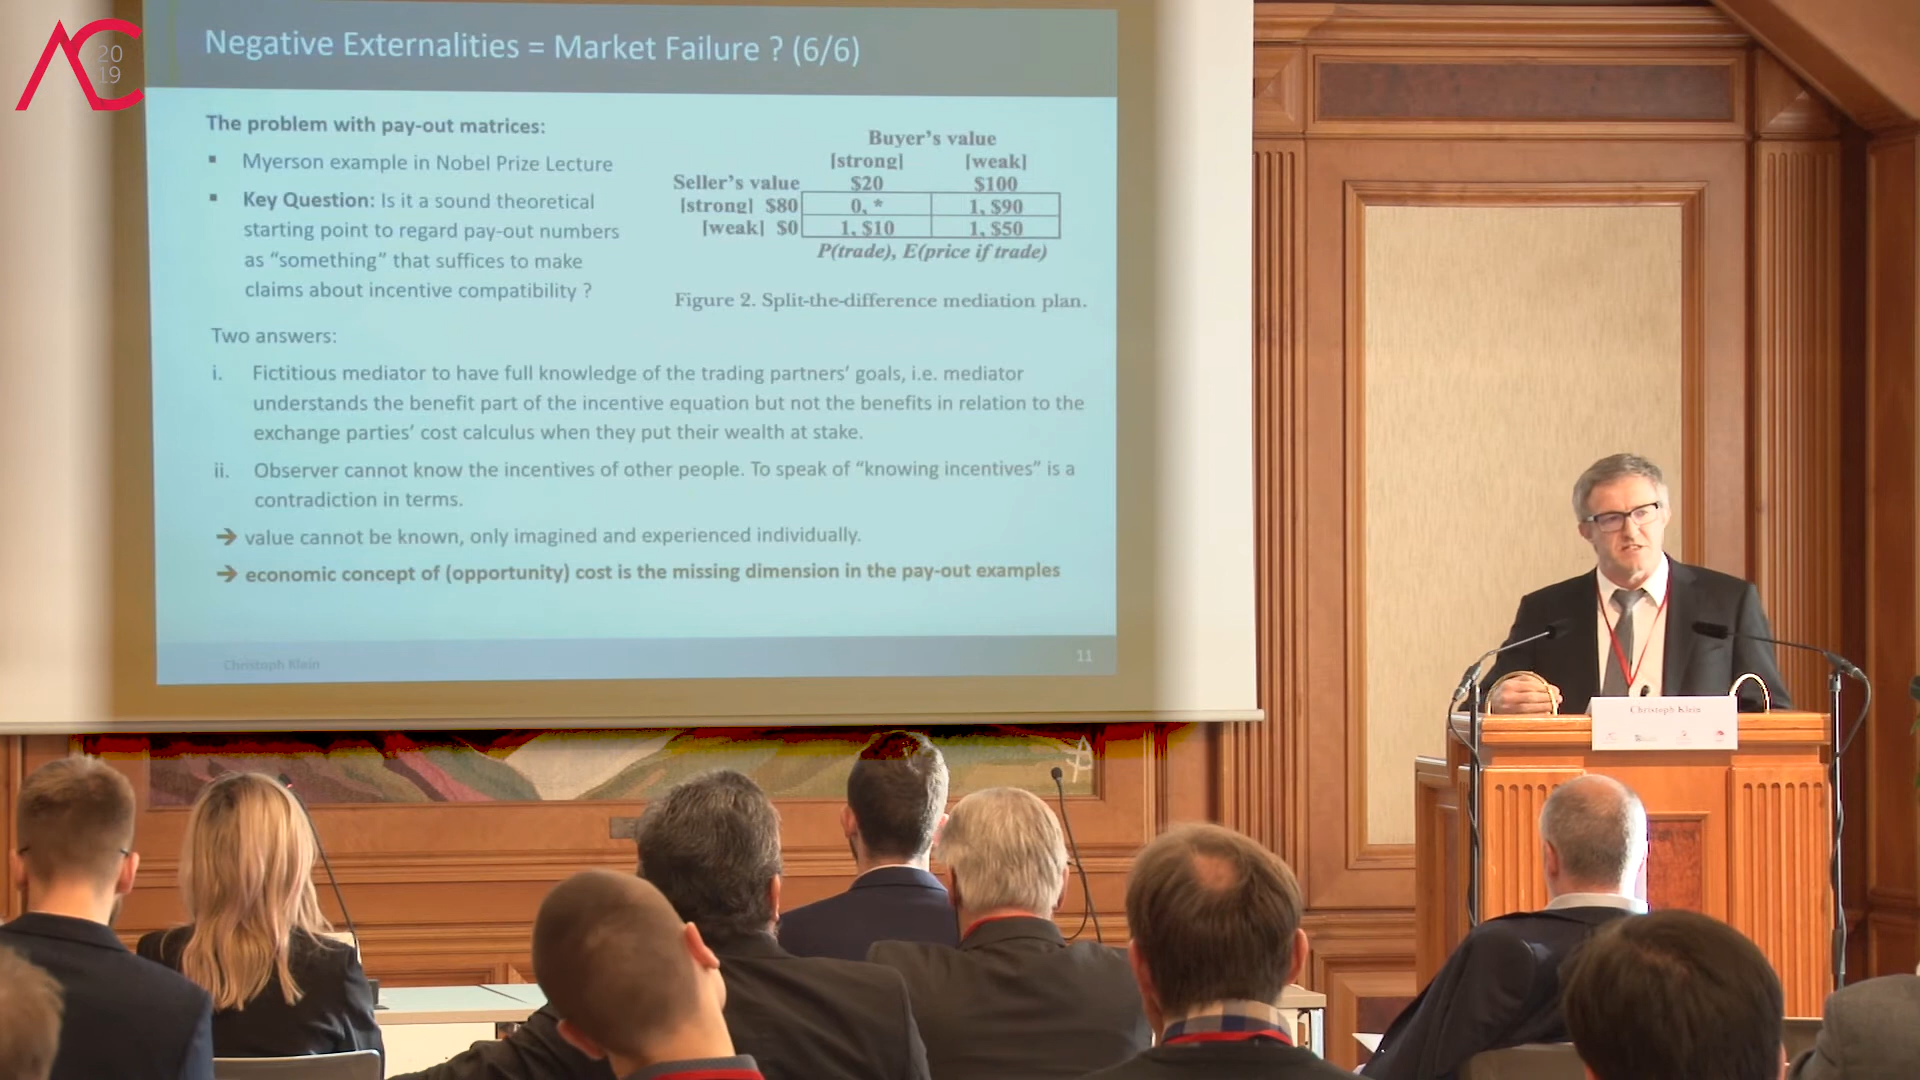 AC
20
19
Negative Externalities = Market Failure ? (6/6)
The problem with pay-out matrices:
▪ Myerson example in Nobel Prize Lecture
▪ Key Question: Is it a sound theoretical
starting point to regard pay-out numbers
as “something” that suffices to make
claims about incentive compatibility ?
Buyer’s value
[strong] [weak]
Seller’s value $20 $100
[strong] $80 0, * 1, $90
[weak] $0 1, $10 1, $50
P(trade), E(price if trade)
Figure 2. Split-the-difference mediation plan.
Two answers:
i. Fictitious mediator to have full knowledge of the trading partners’ goals, i.e. mediator
understands the benefit part of the incentive equation but not the benefits in relation to the
exchange parties’ cost calculus when they put their wealth at stake.
ii. Observer cannot know the incentives of other people. To speak of “knowing incentives” is a
contradiction in terms.
➔ value cannot be known, only imagined and experienced individually.
➔ economic concept of (opportunity) cost is the missing dimension in the pay-out examples
Christoph Klein
11
Christoph Klein